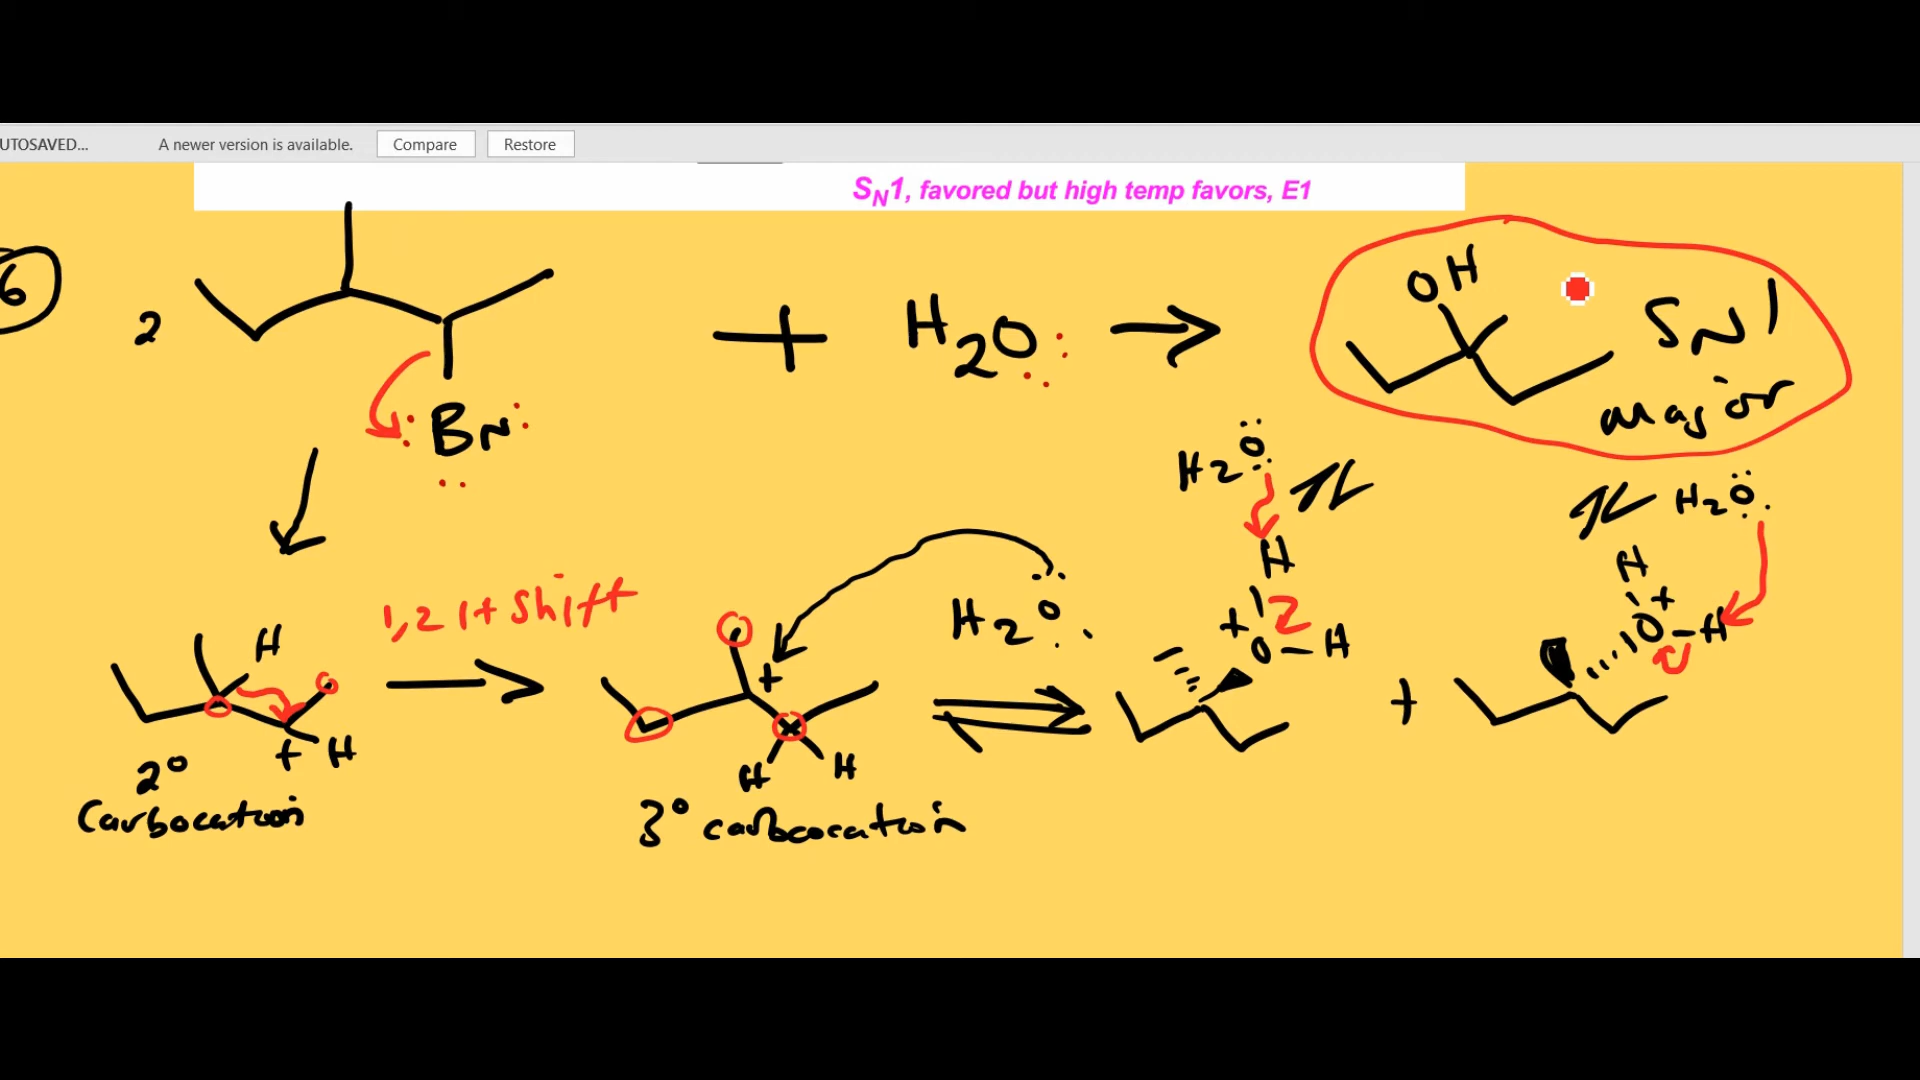 UTOSAVED... A newer version is available. Compare Restore
SN1, favored but high temp favors, E1
6
2
Br
+ H2O →
OH
SN1
major
H2O
H2O
H
H
1,2 H shift
H
+ H
+
H2O
+
O – H
+
+
O – H
H H
2°
Carbocation
3° carbocation